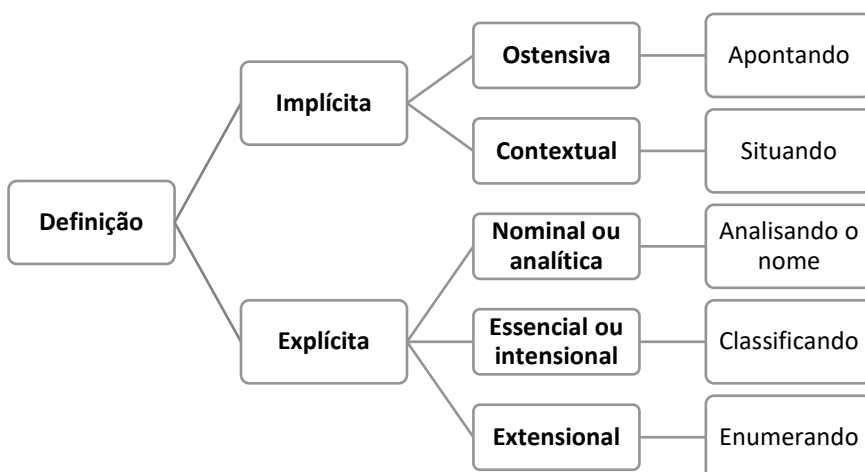 Definição
Implícita
Ostensiva
Apontando
Contextual
Situando
Explícita
Nominal ou
analítica
Analisando o
nome
Essencial ou
intensional
Classificando
Extensional
Enumerando